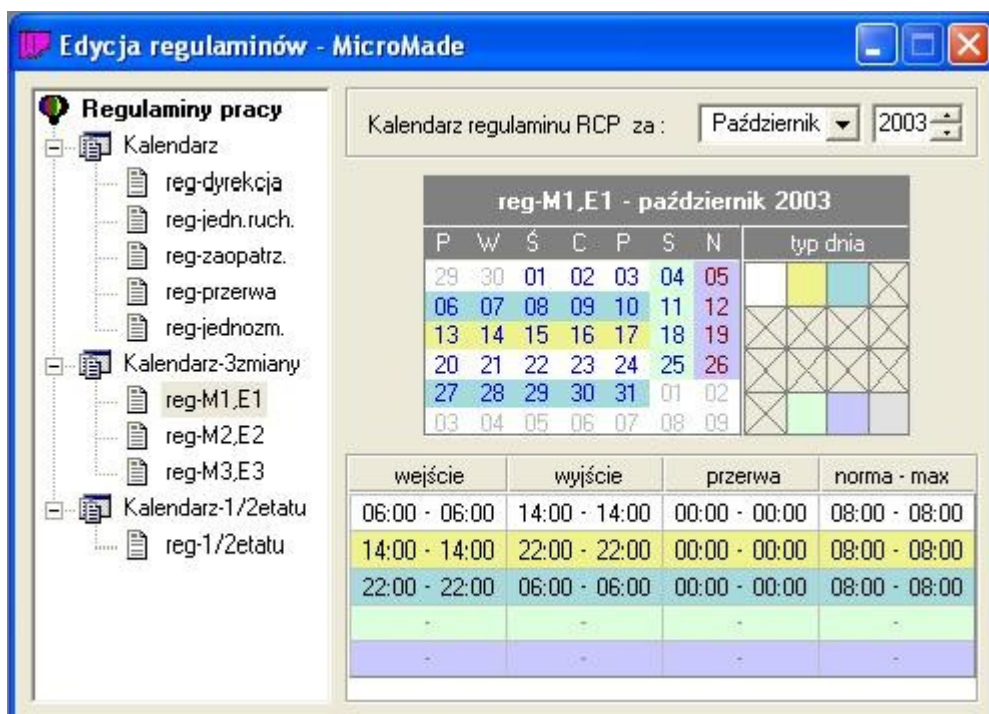 Edycja regulaminów - MicroMade
Regulaminy pracy
Kalendarz
reg-dyrekcja
reg-jedn.ruch.
reg-zaopatrz.
reg-przerwa
reg-jednozm.
Kalendarz-3zmiany
reg-M1,E1
reg-M2,E2
reg-M3,E3
Kalendarz-1/2etatu
reg-1/2etatu
Kalendarz regulaminu RCP za : Październik 2003
reg-M1,E1 - październik 2003
P W Ś C P S N typ dnia
29 30 01 02 03 04 05
06 07 08 09 10 11 12
13 14 15 16 17 18 19
20 21 22 23 24 25 26
27 28 29 30 31 01 02
03 04 05 06 07 08 09
wejście wyjście przerwa norma - max
06:00 - 06:00 14:00 - 14:00 00:00 - 00:00 08:00 - 08:00
14:00 - 14:00 22:00 - 22:00 00:00 - 00:00 08:00 - 08:00
22:00 - 22:00 06:00 - 06:00 00:00 - 00:00 08:00 - 08:00
- - - -
- - - -